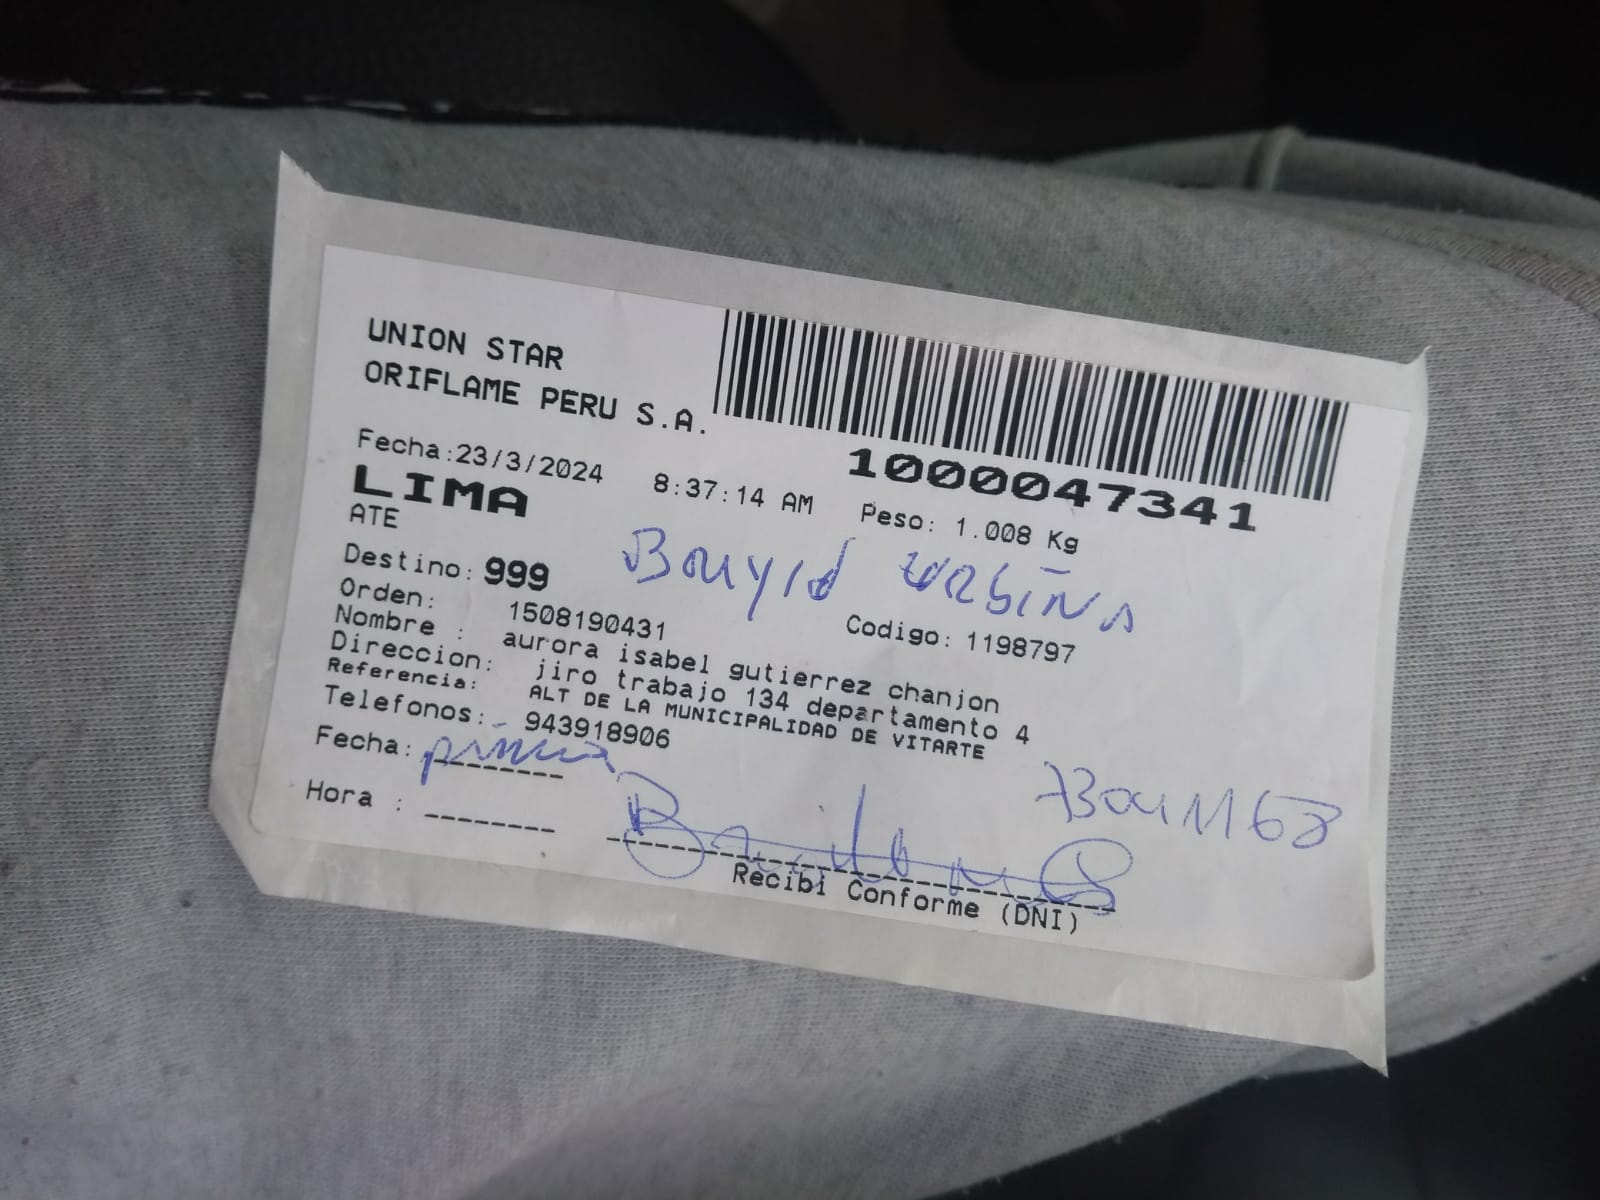 UNION STAR
ORIFLAME PERU S.A.
1000047341
Fecha:23/3/2024 8:37:14 AM Peso: 1.008 Kg
LIMA
ATE
Destino: 999
Orden: 1508190431 Codigo: 1198797
Nombre : aurora isabel gutierrez chanjon
Direccion: jiro trabajo 134 departamento 4
Referencia: ALT DE LA MUNICIPALIDAD DE VITARTE
Telefonos: 943918906
Fecha: --------
Hora : --------
Recibi Conforme (DNI)